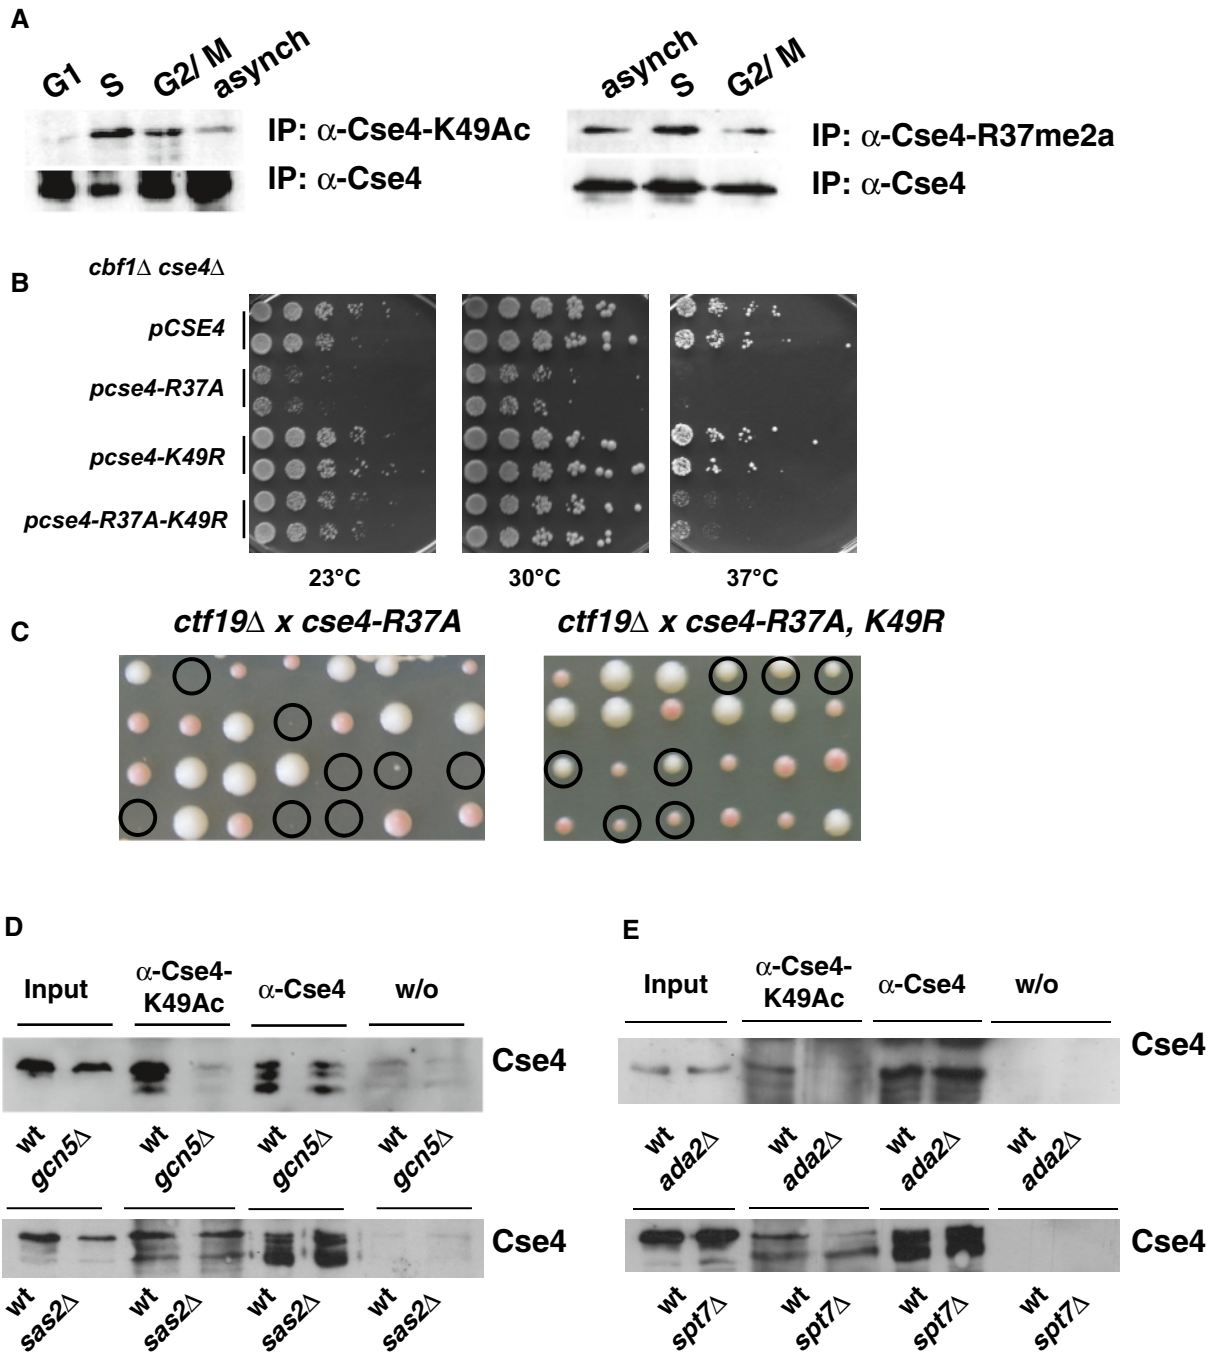 A
G1 S G2/ M asynch
IP: α-Cse4-K49Ac
IP: α-Cse4
asynch S G2/ M
IP: α-Cse4-R37me2a
IP: α-Cse4
B
cbf1Δ cse4Δ
pCSE4
pcse4-R37A
pcse4-K49R
pcse4-R37A-K49R
23°C 30°C 37°C
C
ctf19Δ x cse4-R37A
ctf19Δ x cse4-R37A, K49R
D
Input α-Cse4-K49Ac α-Cse4 w/o
Cse4
wt gcn5Δ wt gcn5Δ wt gcn5Δ wt gcn5Δ
Cse4
wt sas2Δ wt sas2Δ wt sas2Δ wt sas2Δ
E
Input α-Cse4-K49Ac α-Cse4 w/o
Cse4
wt ada2Δ wt ada2Δ wt ada2Δ wt ada2Δ
Cse4
wt spt7Δ wt spt7Δ wt spt7Δ wt spt7Δ